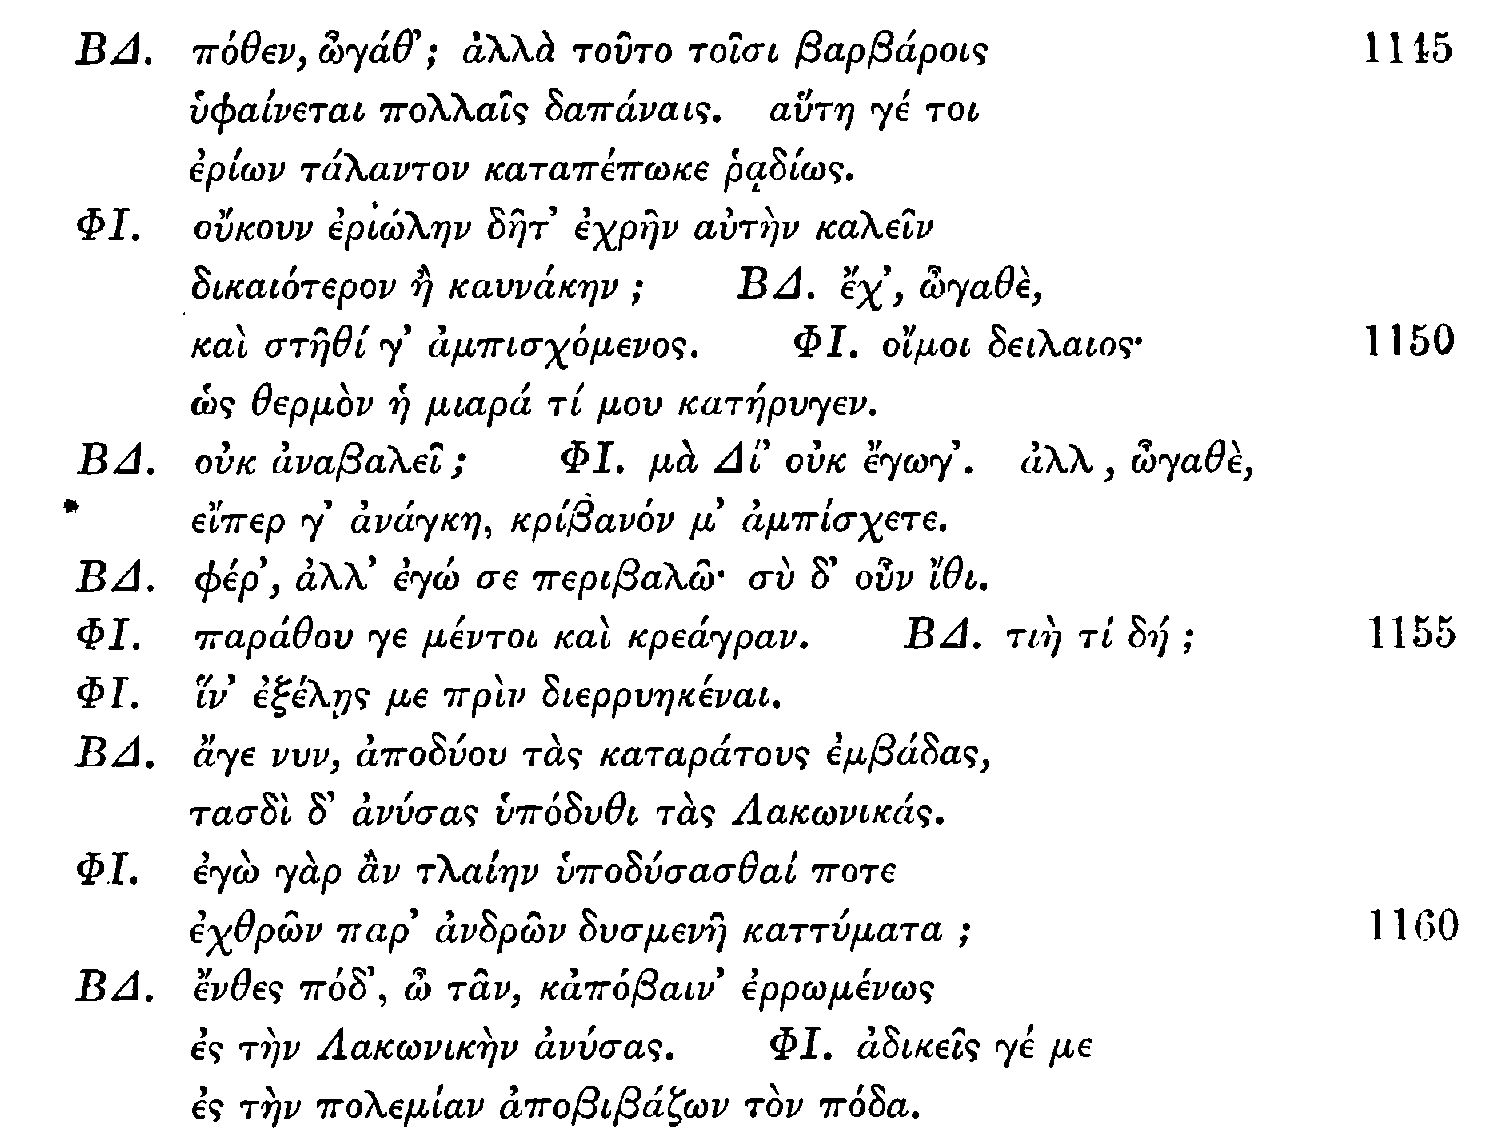 ΒΔ. πόθεν, ὦγάθ’; ἀλλὰ τοῦτο τοῖσι βαρβάροις 1145
ὑφαίνεται πολλαῖς δαπάναις. αὕτη γέ τοι
ἐρίων τάλαντον καταπέπωκε ῥᾳδίως.
ΦΙ. οὔκουν ἐριώλην δῆτ’ ἐχρῆν αὐτὴν καλεῖν
δικαιότερον ἢ καυνάκην; ΒΔ. ἔχ’, ὦγαθὲ,
καὶ στῆθί γ’ ἀμπισχόμενος. ΦΙ. οἴμοι δειλαιος· 1150
ὡς θερμὸν ἡ μιαρά τί μου κατήρυγεν.
ΒΔ. οὐκ ἀναβαλεῖ; ΦΙ. μὰ Δί’ οὐκ ἔγωγ’. ἀλλ, ὦγαθὲ,
εἴπερ γ’ ἀνάγκη, κρίβανόν μ’ ἀμπίσχετε.
ΒΔ. φέρ’, ἀλλ’ ἐγώ σε περιβαλῶ· σὺ δ’ οὖν ἴθι.
ΦΙ. παράθου γε μέντοι καὶ κρεάγραν. ΒΔ. τιὴ τί δή; 1155
ΦΙ. ἵν’ ἐξέλῃς με πρὶν διερρυηκέναι.
ΒΔ. ἄγε νυν, ἀποδύου τὰς καταράτους ἐμβάδας,
τασδὶ δ’ ἀνύσας ὑπόδυθι τὰς Λακωνικάς.
ΦΙ. ἐγὼ γὰρ ἂν τλαίην ὑποδύσασθαί ποτε
ἐχθρῶν παρ’ ἀνδρῶν δυσμενῆ καττύματα; 1160
ΒΔ. ἔνθες πόδ’, ὦ τᾶν, κἀπόβαιν’ ἐρρωμένως
ἐς τὴν Λακωνικὴν ἀνύσας. ΦΙ. ἀδικεῖς γέ με
ἐς τὴν πολεμίαν ἀποβιβάζων τὸν πόδα.